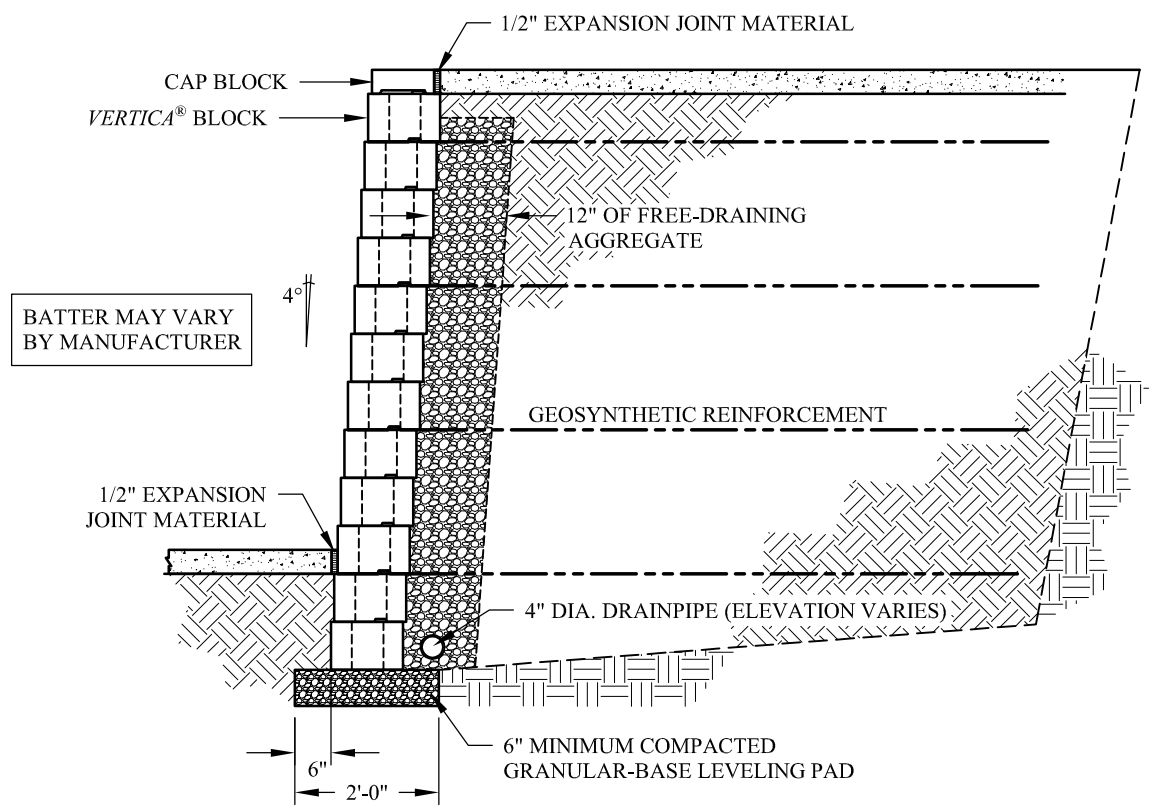 1/2" EXPANSION JOINT MATERIAL
CAP BLOCK
VERTICA® BLOCK
12" OF FREE-DRAINING
AGGREGATE
4°
BATTER MAY VARY
BY MANUFACTURER
GEOSYNTHETIC REINFORCEMENT
1/2" EXPANSION
JOINT MATERIAL
4" DIA. DRAINPIPE (ELEVATION VARIES)
6" MINIMUM COMPACTED
GRANULAR-BASE LEVELING PAD
6"
2'-0"